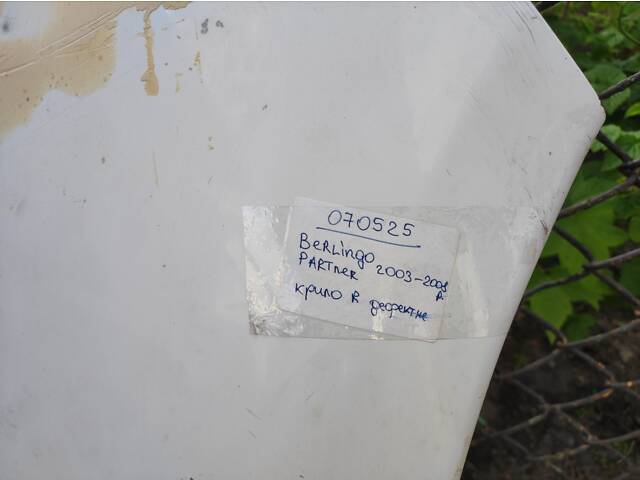 070525
Berlingo
Partner 2003-2008
р.
крило R дефектне